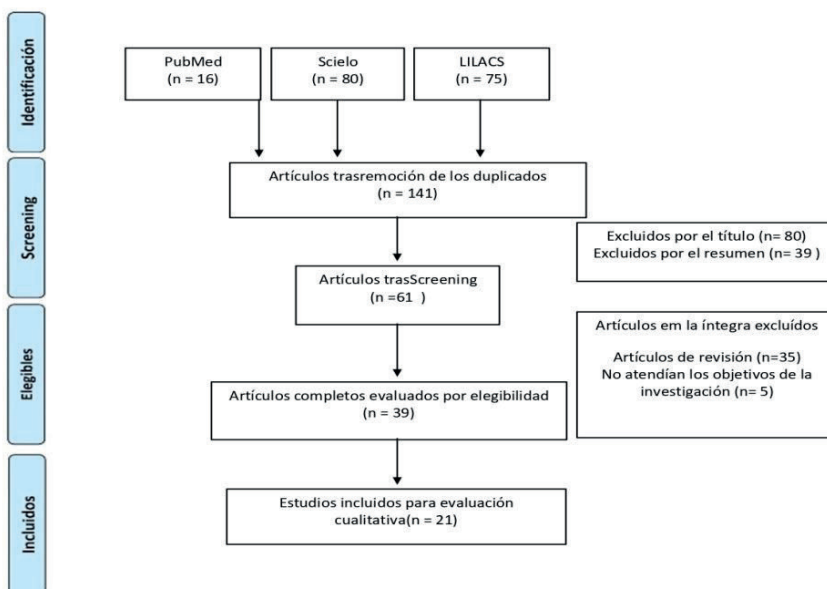 Identificación
PubMed
(n = 16)
Scielo
(n = 80)
LILACS
(n = 75)
Screening
Artículos trasremoción de los duplicados
(n = 141)
Excluidos por el título (n= 80)
Excluidos por el resumen (n= 39 )
Artículos trasScreening
(n =61 )
Elegibles
Artículos em la íntegra excluídos
Artículos de revisión (n=35)
No atendían los objetivos de la
investigación (n= 5)
Artículos completos evaluados por elegibilidad
(n = 39)
Incluidos
Estudios incluidos para evaluación
cualitativa(n = 21)